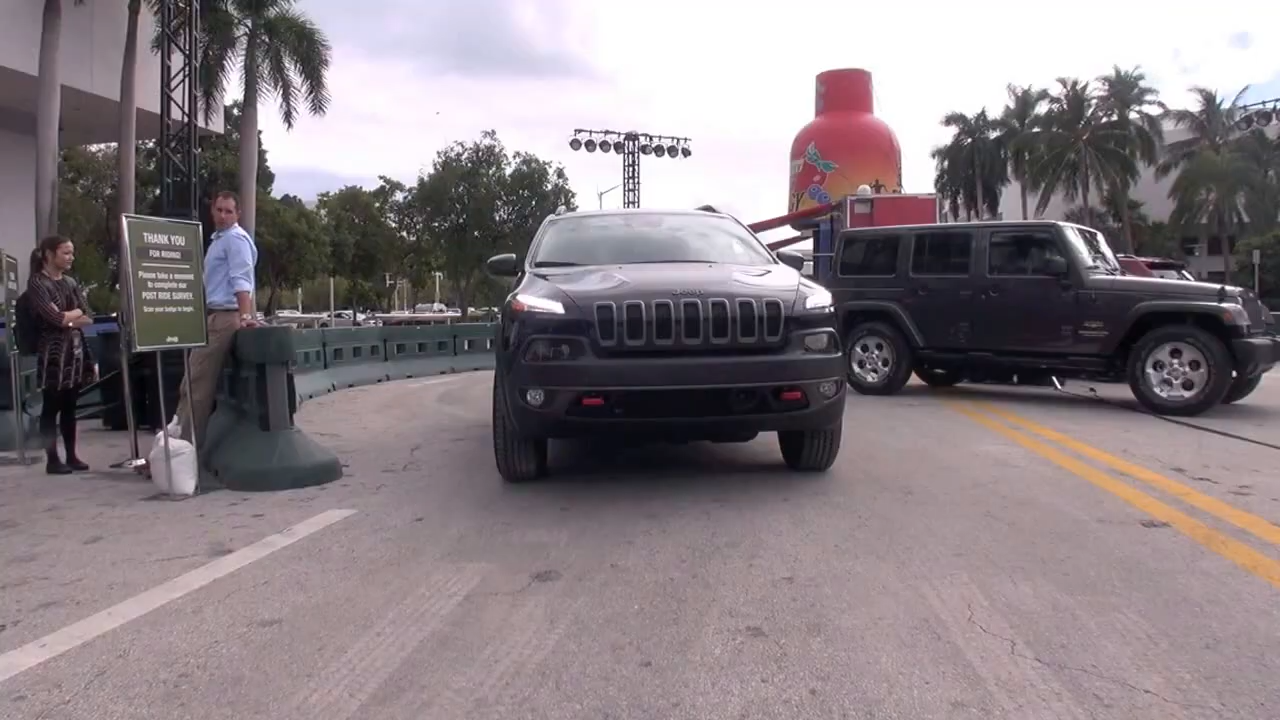 THANK YOU
FOR RIDING!
Please take a moment
to complete our
POST RIDE SURVEY.
Scan your badge to begin.
Jeep
Jeep